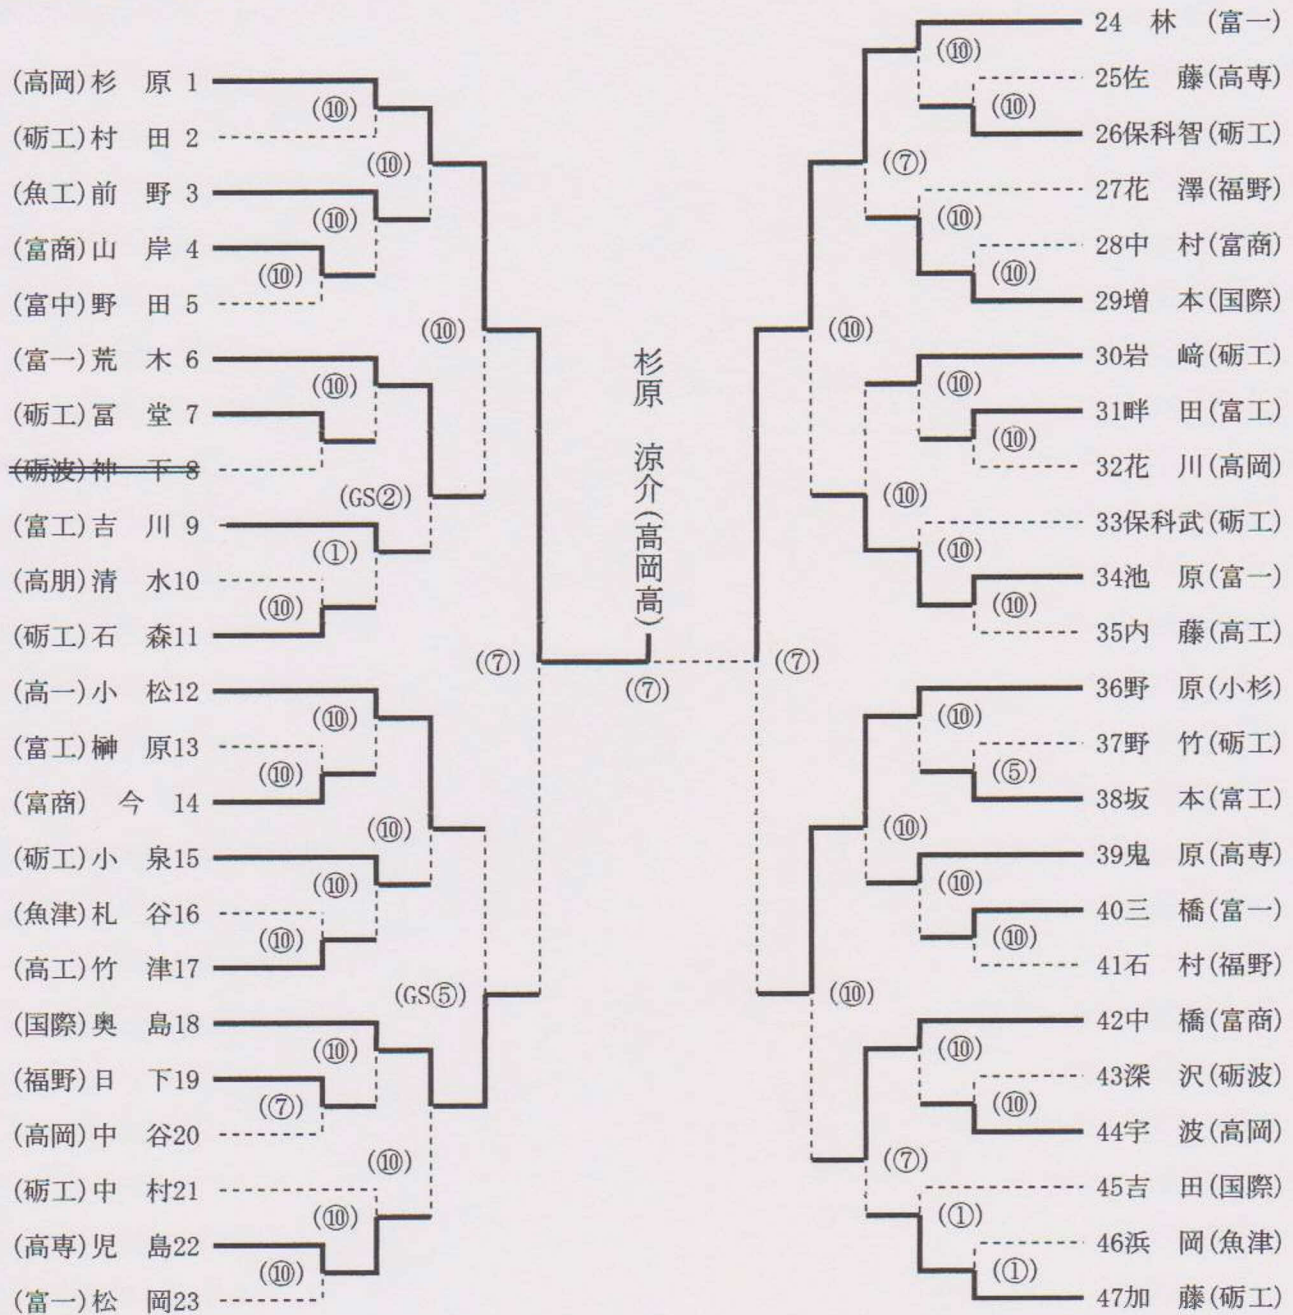 (高岡)杉　原 1
(砺工)村　田 2
(魚工)前　野 3
(富商)山　岸 4
(富中)野　田 5
(富一)荒　木 6
(砺工)冨　堂 7
(砺波)神　下 8
(富工)吉　川 9
(高朋)清　水10
(砺工)石　森11
(高一)小　松12
(富工)榊　原13
(富商)　今　14
(砺工)小　泉15
(魚津)札　谷16
(高工)竹　津17
(国際)奥　島18
(福野)日　下19
(高岡)中　谷20
(砺工)中　村21
(高専)児　島22
(富一)松　岡23
(⑩)
(⑩)
(⑩)
(⑩)
(⑩)
(⑩)
(GS②)
(①)
(⑩)
(⑦)
(⑩)
(⑩)
(⑩)
(⑩)
(⑩)
(GS⑤)
(⑩)
(⑦)
(⑩)
(⑩)
(⑩)
杉原　涼介(高岡高)
(⑦)
(⑩)
(⑩)
(⑦)
(⑩)
(⑩)
(⑩)
(⑩)
(⑩)
(⑩)
(⑩)
(⑩)
(⑦)
(⑩)
(⑤)
(⑩)
(⑩)
(⑩)
(⑩)
(⑩)
(⑩)
(⑦)
(①)
(①)
24　林　(富一)
25佐　藤(高専)
26保科智(砺工)
27花　澤(福野)
28中　村(富商)
29増　本(国際)
30岩　﨑(砺工)
31畔　田(富工)
32花　川(高岡)
33保科武(砺工)
34池　原(富一)
35内　藤(高工)
36野　原(小杉)
37野　竹(砺工)
38坂　本(富工)
39鬼　原(高専)
40三　橋(富一)
41石　村(福野)
42中　橋(富商)
43深　沢(砺波)
44宇　波(高岡)
45吉　田(国際)
46浜　岡(魚津)
47加　藤(砺工)